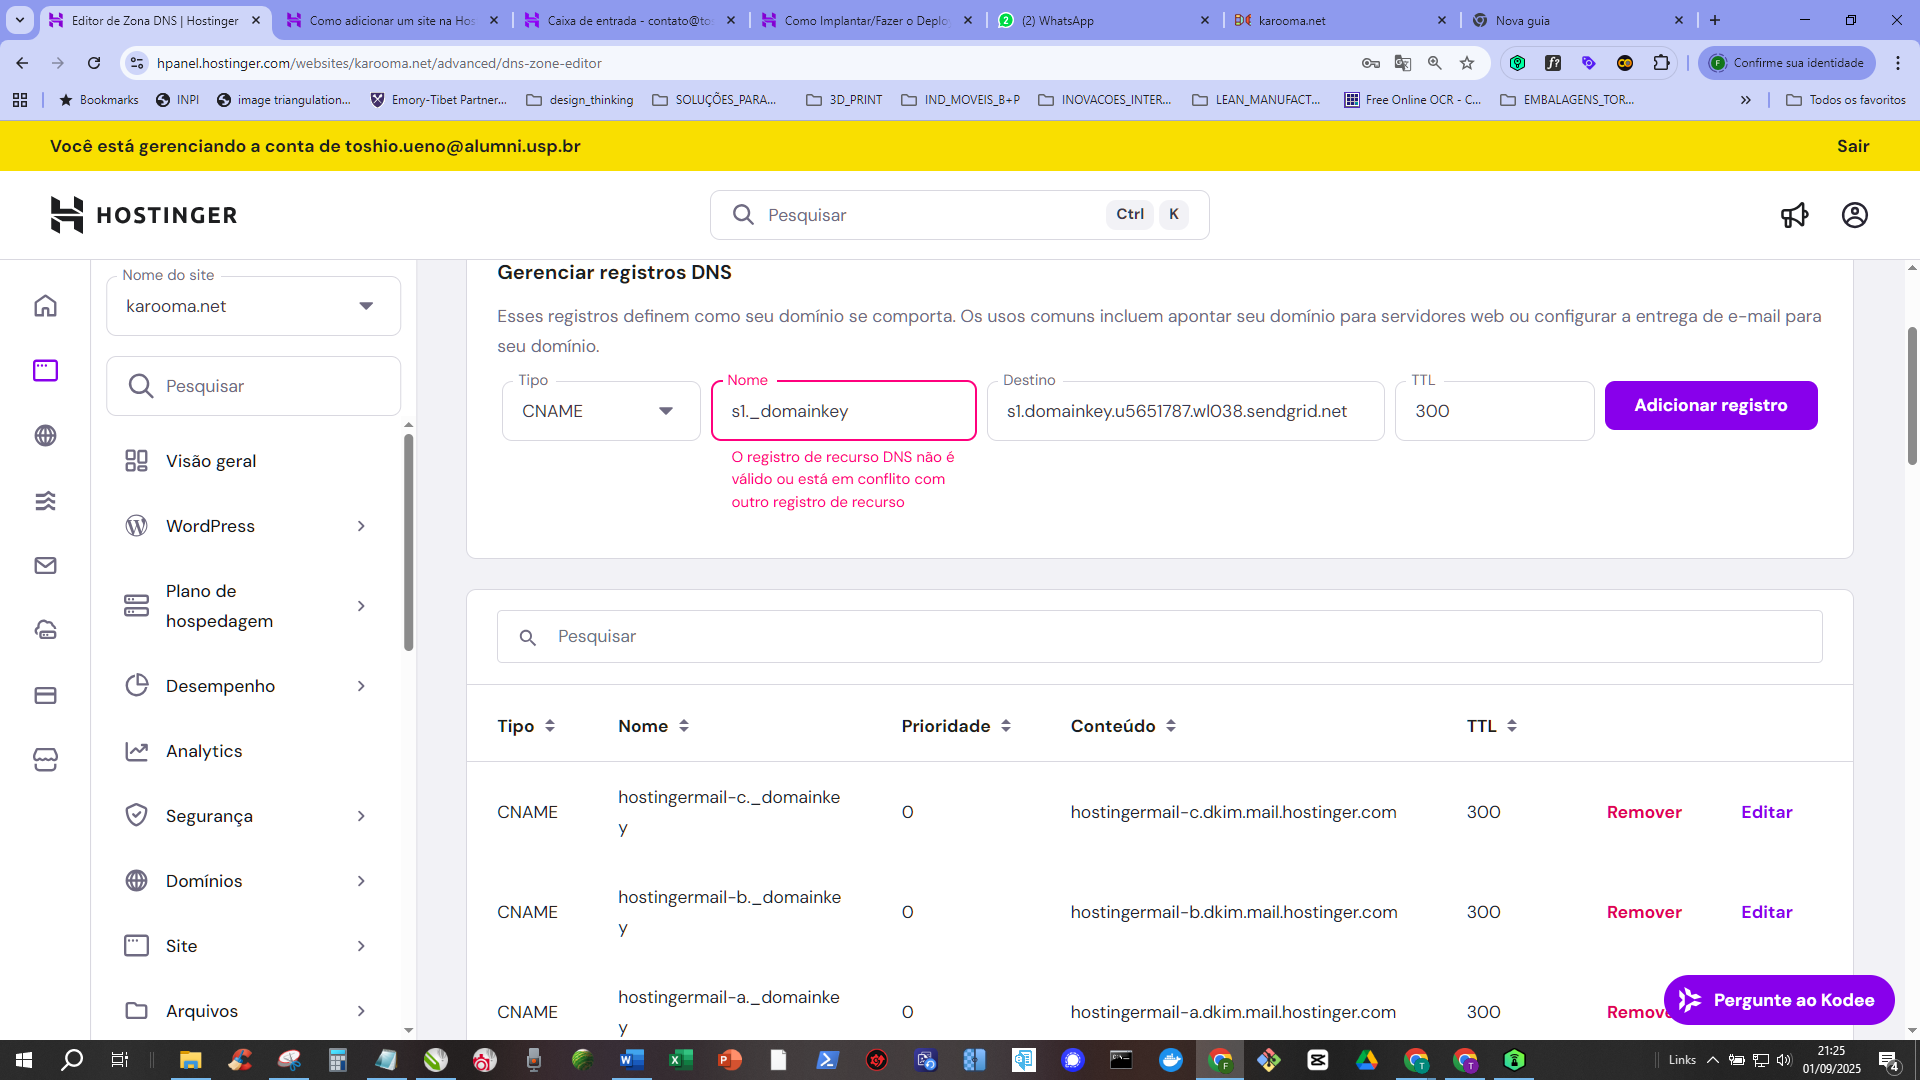 Editor de Zona DNS | Hostinger
Como adicionar um site na Hos
Caixa de entrada - contato@to
Como Implantar/Fazer o Deplo
(2) WhatsApp
karooma.net
Nova guia
hpanel.hostinger.com/websites/karooma.net/advanced/dns-zone-editor
Confirme sua identidade
Bookmarks
INPI
image triangulation...
Emory-Tibet Partner...
design_thinking
SOLUÇÕES_PARA...
3D_PRINT
IND_MOVEIS_B+P
INOVACOES_INTER...
LEAN_MANUFACT...
Free Online OCR - C...
EMBALAGENS_TOR...
Todos os favoritos
Você está gerenciando a conta de toshio.ueno@alumni.usp.br
Sair
HOSTINGER
Pesquisar
Ctrl
K
Nome do site
karooma.net
Pesquisar
Visão geral
WordPress
Plano de
hospedagem
Desempenho
Analytics
Segurança
Domínios
Site
Arquivos
Gerenciar registros DNS
Esses registros definem como seu domínio se comporta. Os usos comuns incluem apontar seu domínio para servidores web ou configurar a entrega de e-mail para
seu domínio.
Tipo
CNAME
Nome
s1._domainkey
Destino
s1.domainkey.u5651787.wl038.sendgrid.net
TTL
300
Adicionar registro
O registro de recurso DNS não é
válido ou está em conflito com
outro registro de recurso
Pesquisar
Tipo Nome Prioridade Conteúdo TTL
CNAME hostingermail-c._domainke
y 0 hostingermail-c.dkim.mail.hostinger.com 300 Remover Editar
CNAME hostingermail-b._domainke
y 0 hostingermail-b.dkim.mail.hostinger.com 300 Remover Editar
CNAME hostingermail-a._domainke
y 0 hostingermail-a.dkim.mail.hostinger.com 300
Pergunte ao Kodee
Links
21:25
01/09/2025
4